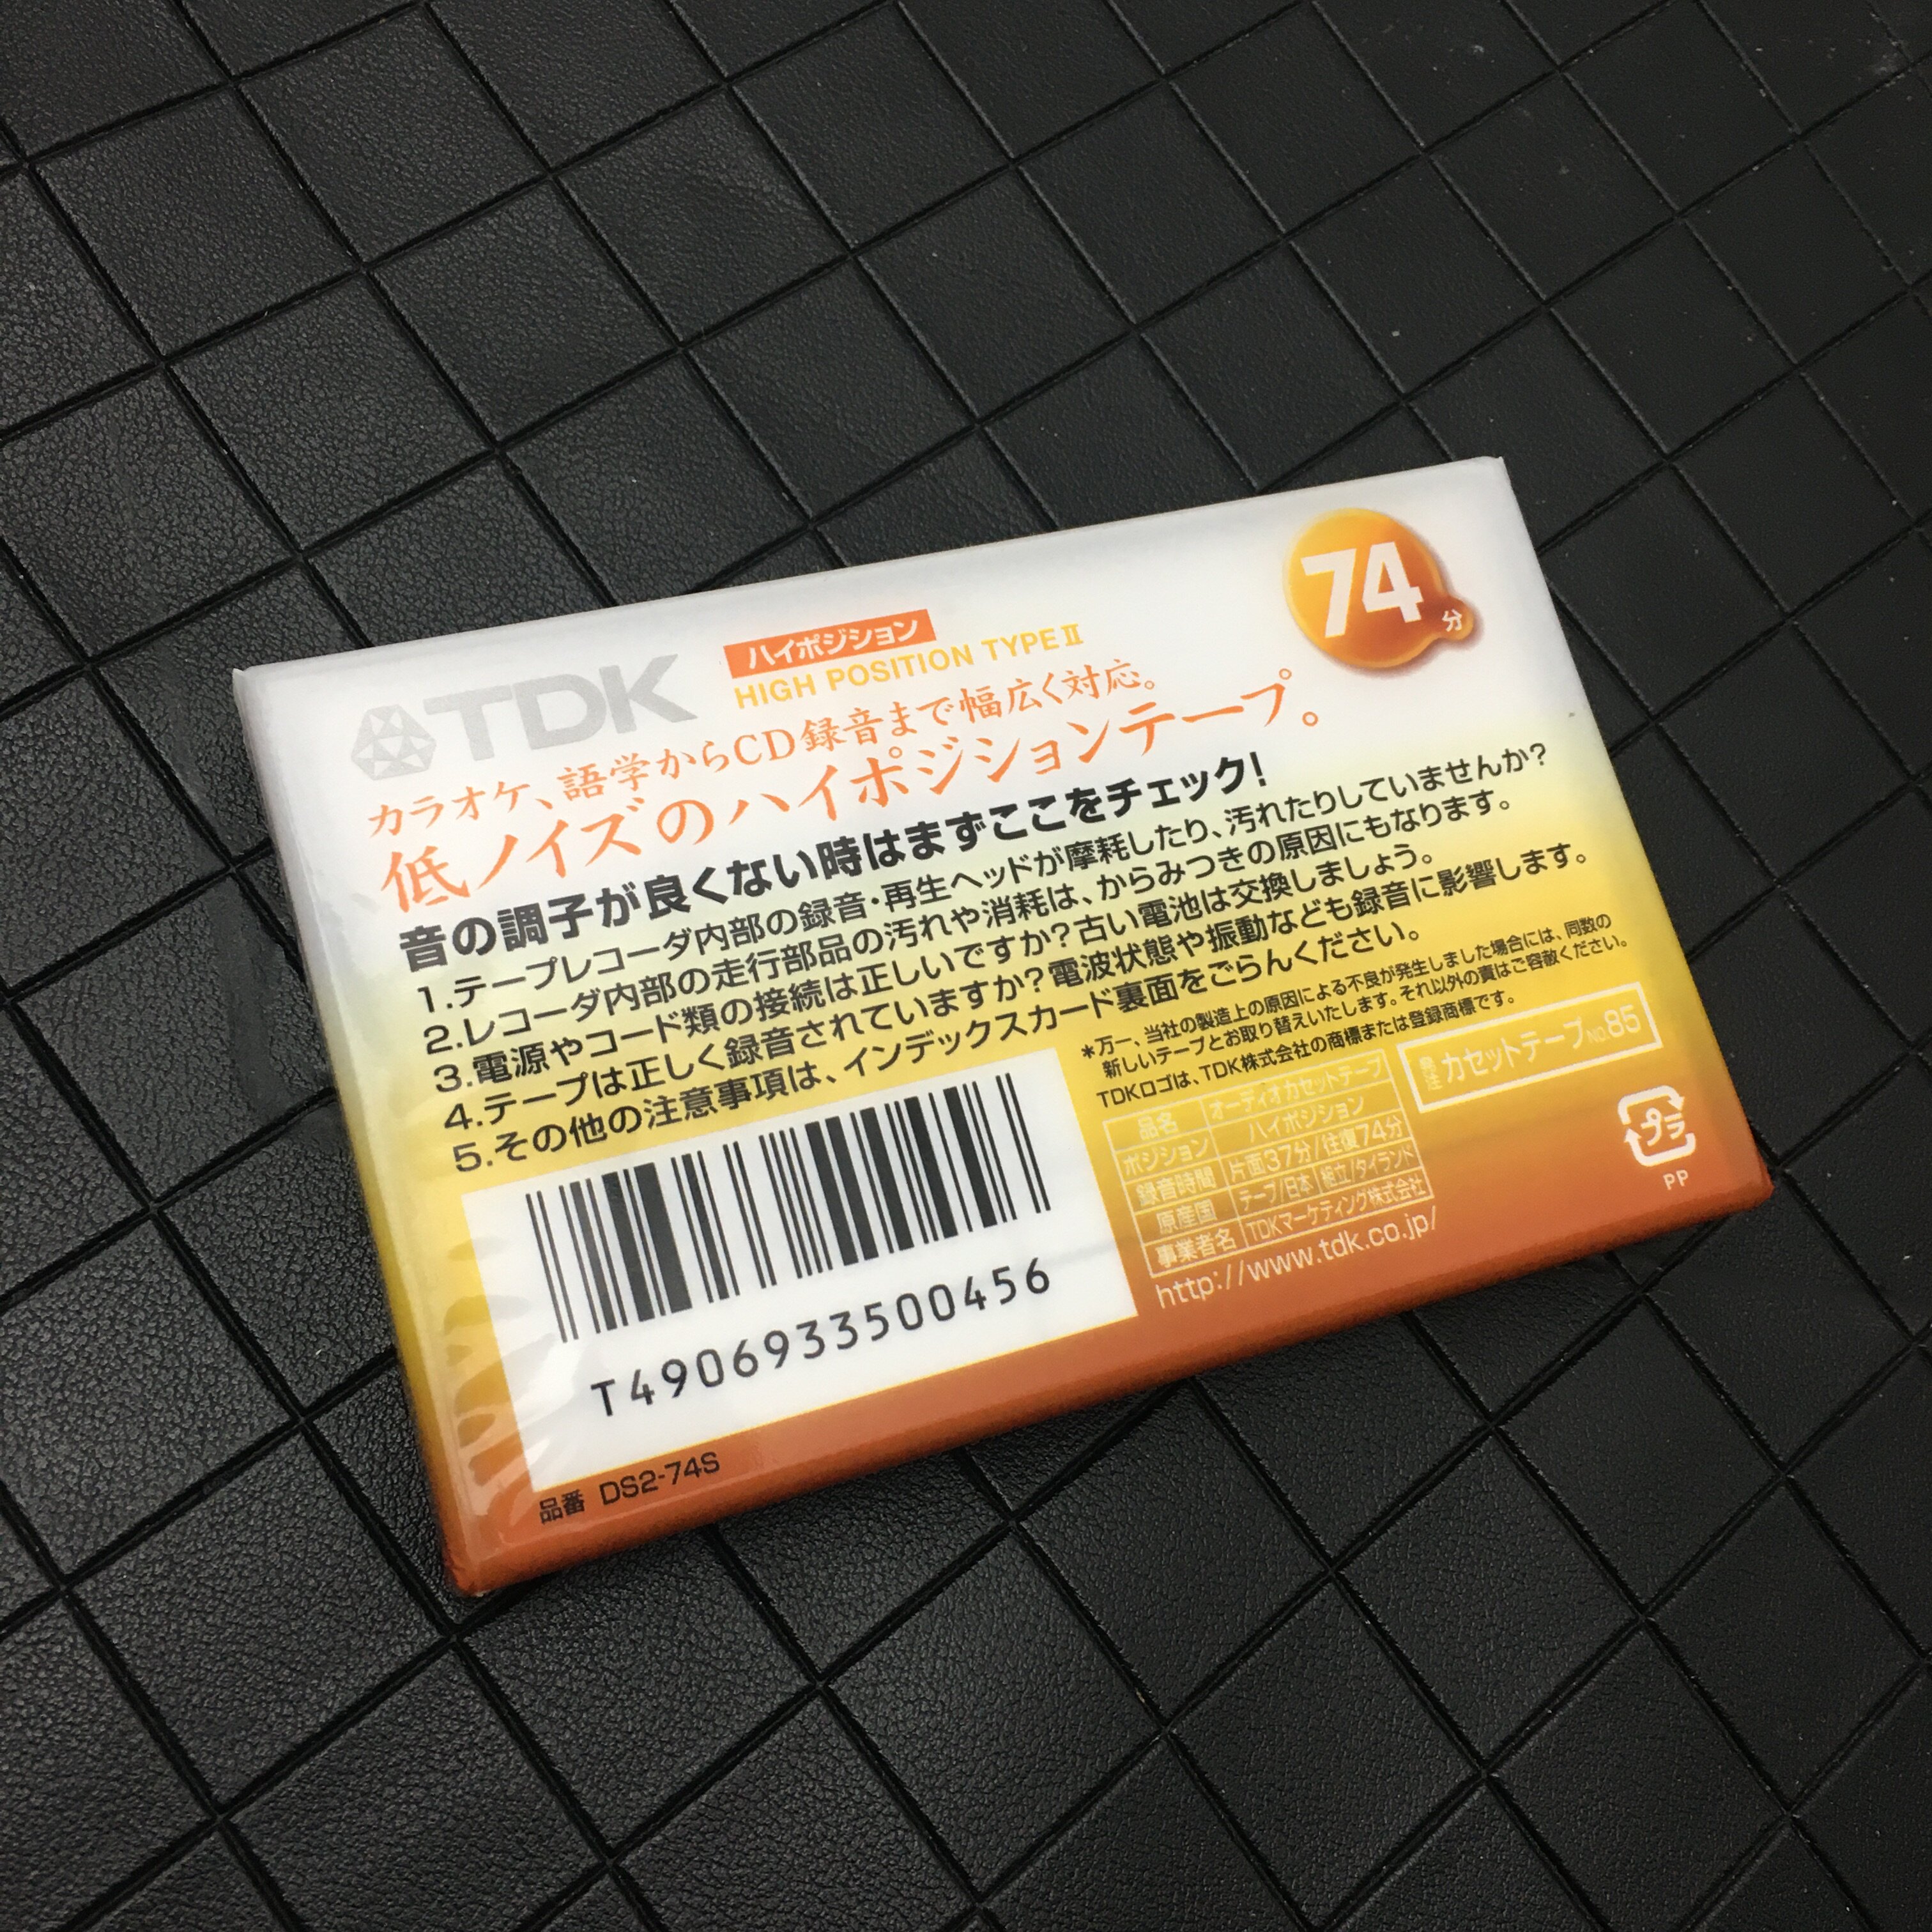 TDK
ハイポジション
HIGH POSITION TYPE II
74分
カラオケ、語学からCD録音まで幅広く対応。
低ノイズのハイポジションテープ。
音の調子が良くない時はまずここをチェック!
1.テープレコーダ内部の録音・再生ヘッドが摩耗したり、汚れたりしていませんか?
2.レコーダ内部の走行部品の汚れや消耗は、からみつきの原因にもなります。
3.電源やコード類の接続は正しいですか?古い電池は交換しましょう。
4.テープは正しく録音されていますか?電波状態や振動なども録音に影響します。
5.その他の注意事項は、インデックスカード裏面をごらんください。
*万一、当社の製造上の原因による不良が発生しました場合には、同数の
新しいテープとお取り替えいたします。それ以外の責はご容赦ください。
TDKロゴは、TDK株式会社の商標または登録商標です。
品名 オーディオカセットテープ
ポジション ハイポジション
録音時間 片面37分/往復74分
原産国 テープ/日本 組立/タイランド
事業者名 TDKマーケティング株式会社
http://www.tdk.co.jp/
カセットテープNO.85
プラ
PP
T4906933500456
品番 DS2-74S